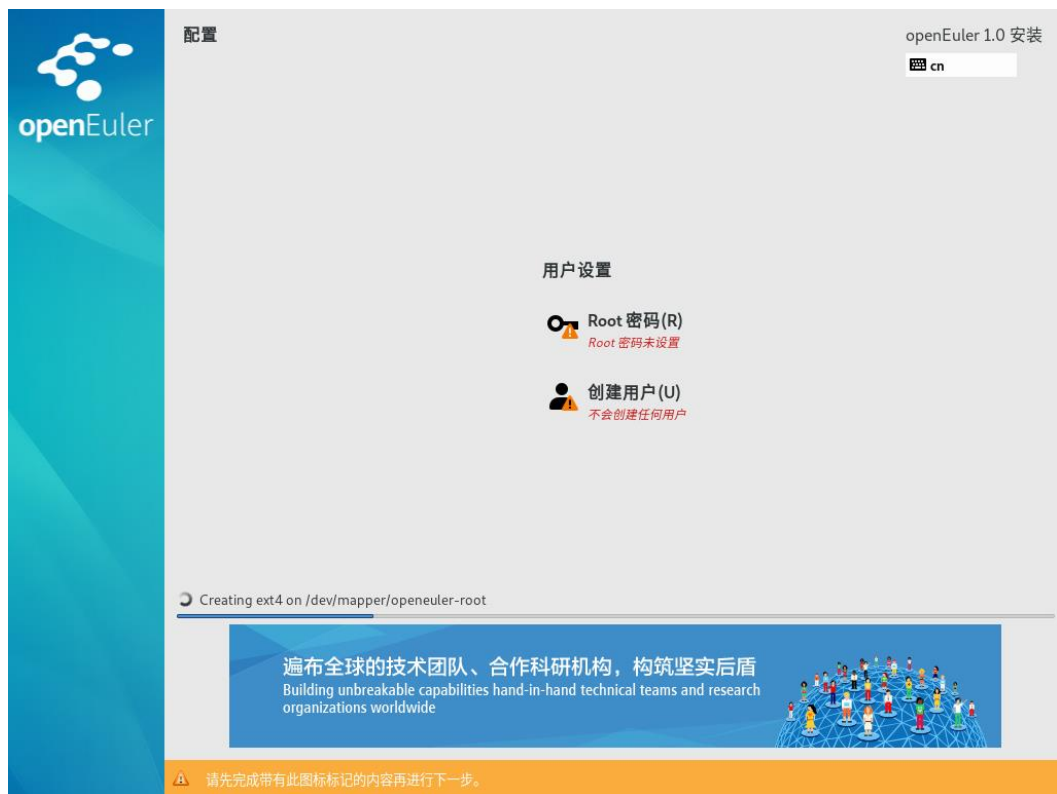 openEuler
配置
openEuler 1.0 安装
cn
用户设置
Root 密码(R)
Root 密码未设置
创建用户(U)
不会创建任何用户
Creating ext4 on /dev/mapper/openeuler-root
遍布全球的技术团队、合作科研机构，构筑坚实后盾
Building unbreakable capabilities hand-in-hand technical teams and research
organizations worldwide
请先完成带有此图标标记的内容再进行下一步。